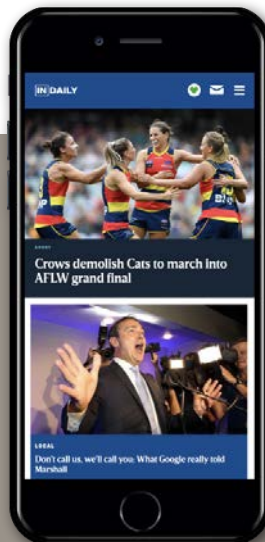 INDAILY
SPORT
Crows demolish Cats to march into
AFLW grand final
LOCAL
Don't call us, we'll call you: What Google really told
Marshall